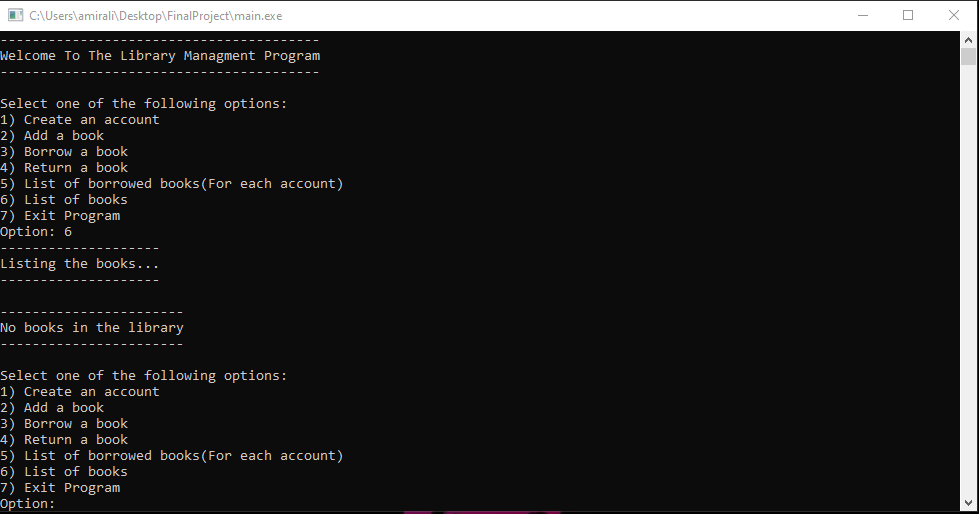 C:\Users\amirali\Desktop\FinalProject\main.exe
----------------------------------------
Welcome To The Library Managment Program
----------------------------------------
Select one of the following options:
1) Create an account
2) Add a book
3) Borrow a book
4) Return a book
5) List of borrowed books(For each account)
6) List of books
7) Exit Program
Option: 6
--------------------
Listing the books...
--------------------
-----------------------
No books in the library
-----------------------
Select one of the following options:
1) Create an account
2) Add a book
3) Borrow a book
4) Return a book
5) List of borrowed books(For each account)
6) List of books
7) Exit Program
Option: